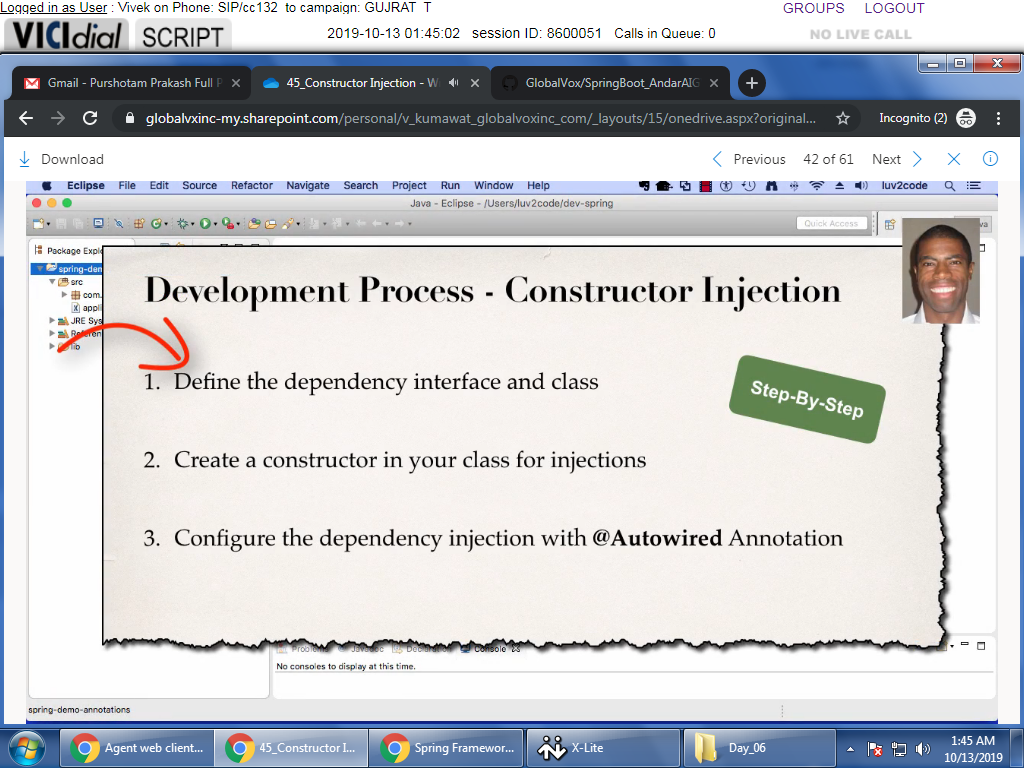 Logged in as User : Vivek on Phone: SIP/cc132 to campaign: GUJRAT_T
GROUPS LOGOUT
VICIdial SCRIPT
2019-10-13 01:45:02 session ID: 8600051 Calls in Queue: 0
NO LIVE CALL
Gmail - Purshotam Prakash Full P
45_Constructor Injection - W
GlobalVox/SpringBoot_AndarAIG
globalvxinc-my.sharepoint.com/personal/v_kumawat_globalvoxinc_com/_layouts/15/onedrive.aspx?original...
Incognito (2)
Download
Previous 42 of 61 Next
Eclipse File Edit Source Refactor Navigate Search Project Run Window Help
luv2code
Java - Eclipse - /Users/luv2code/dev-spring
Quick Access
Package Explo
spring-den
src
com.
appli
JRE Sys
Referen
lib
Development Process - Constructor Injection
Step-By-Step
1. Define the dependency interface and class
2. Create a constructor in your class for injections
3. Configure the dependency injection with @Autowired Annotation
Problems Javadoc Declaration Console
No consoles to display at this time.
spring-demo-annotations
Agent web client...
45_Constructor I...
Spring Framewor...
X-Lite
Day_06
1:45 AM
10/13/2019